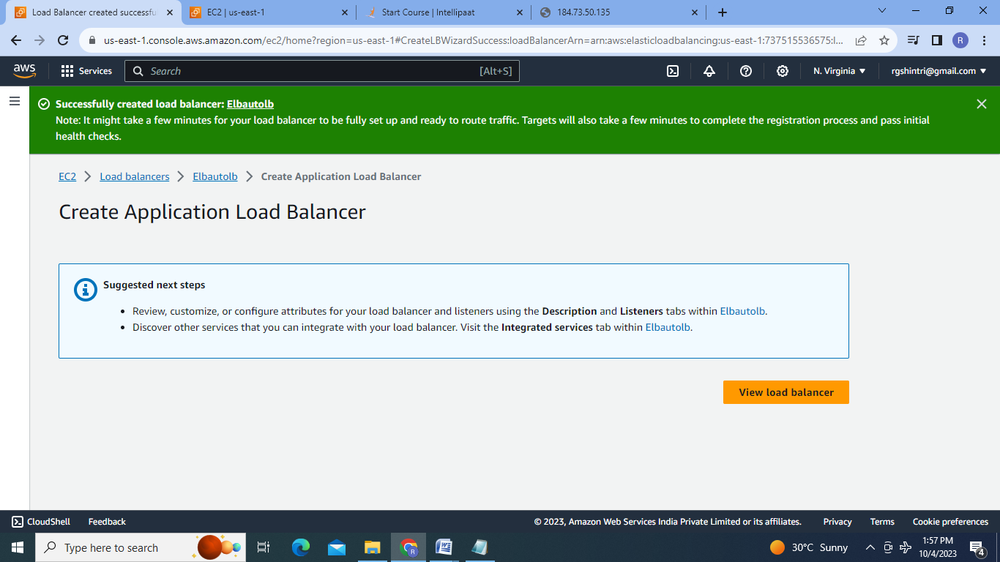 Load Balancer created successfu
EC2 | us-east-1
Start Course | Intellipaat
184.73.50.135
us-east-1.console.aws.amazon.com/ec2/home?region=us-east-1#CreateLBWizardSuccess:loadBalancerArn=arn:aws:elasticloadbalancing:us-east-1:737515536575:l...
R
aws
Services
Search
[Alt+S]
N. Virginia
rgshintri@gmail.com
Successfully created load balancer: Elbautolb
Note: It might take a few minutes for your load balancer to be fully set up and ready to route traffic. Targets will also take a few minutes to complete the registration process and pass initial
health checks.
EC2 > Load balancers > Elbautolb > Create Application Load Balancer
Create Application Load Balancer
Suggested next steps
• Review, customize, or configure attributes for your load balancer and listeners using the Description and Listeners tabs within Elbautolb.
• Discover other services that you can integrate with your load balancer. Visit the Integrated services tab within Elbautolb.
View load balancer
CloudShell
Feedback
© 2023, Amazon Web Services India Private Limited or its affiliates.
Privacy
Terms
Cookie preferences
Type here to search
R
W
30°C Sunny
1:57 PM
10/4/2023
4